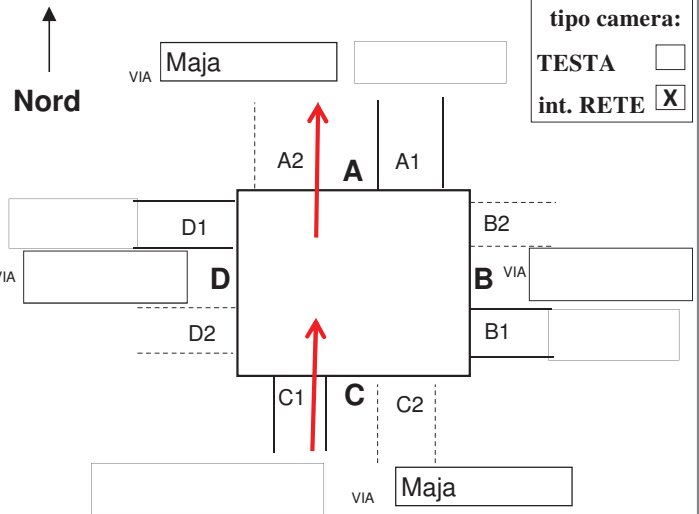 tipo camera:
VIA Maja
TESTA
Nord
int. RETE X
A2 A A1
D1 B2
VIA D B VIA
D2 B1
C1 C C2
VIA Maja